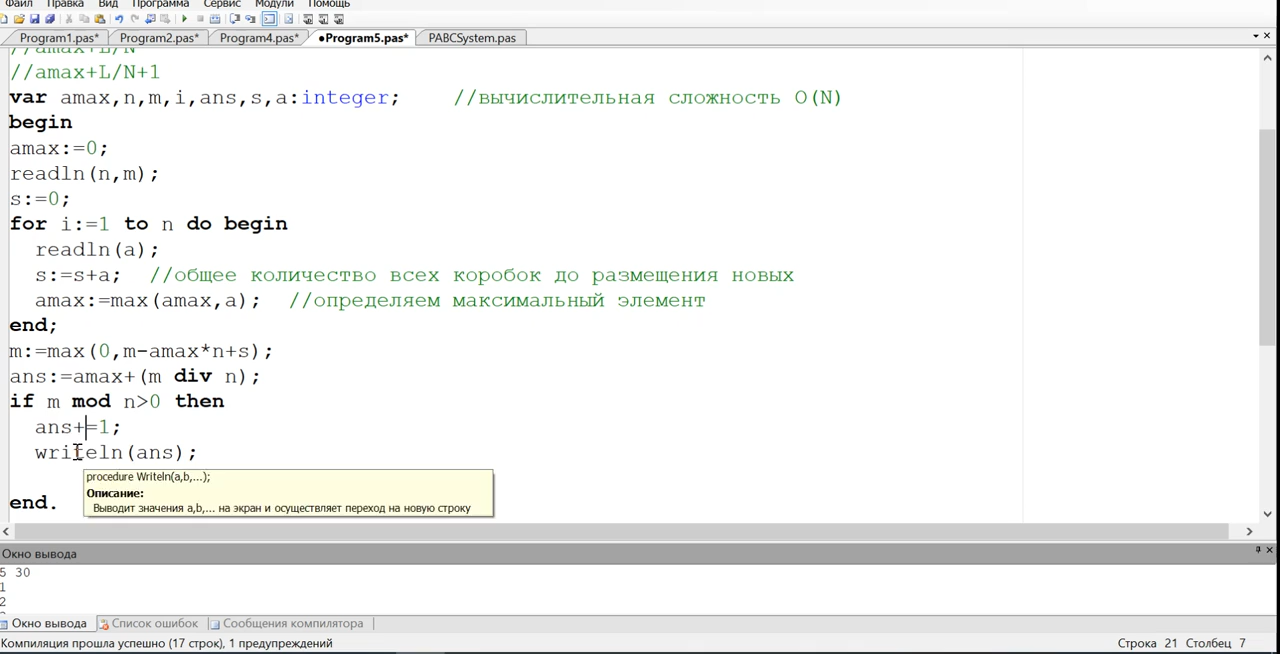 Файл Правка Вид Программа Сервис Модули Помощь
Program1.pas* Program2.pas* Program4.pas* •Program5.pas* PABCSystem.pas
//amax+L/N
//amax+L/N+1
var amax,n,m,i,ans,s,a:integer; //вычислительная сложность O(N)
begin
amax:=0;
readln(n,m);
s:=0;
for i:=1 to n do begin
readln(a);
s:=s+a; //общее количество всех коробок до размещения новых
amax:=max(amax,a); //определяем максимальный элемент
end;
m:=max(0,m-amax*n+s);
ans:=amax+(m div n);
if m mod n>0 then
ans+=1;
writeln(ans);
procedure Writeln(a,b,...);
Описание:
Выводит значения a,b,... на экран и осуществляет переход на новую строку
end.
Окно вывода
5 30
1
2
Окно вывода Список ошибок Сообщения компилятора
Компиляция прошла успешно (17 строк), 1 предупреждений Строка 21 Столбец 7